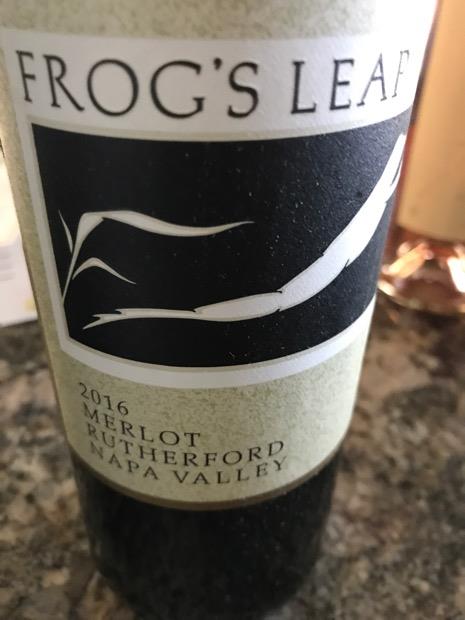 FROG'S LEAP
2016
MERLOT
RUTHERFORD
NAPA VALLEY